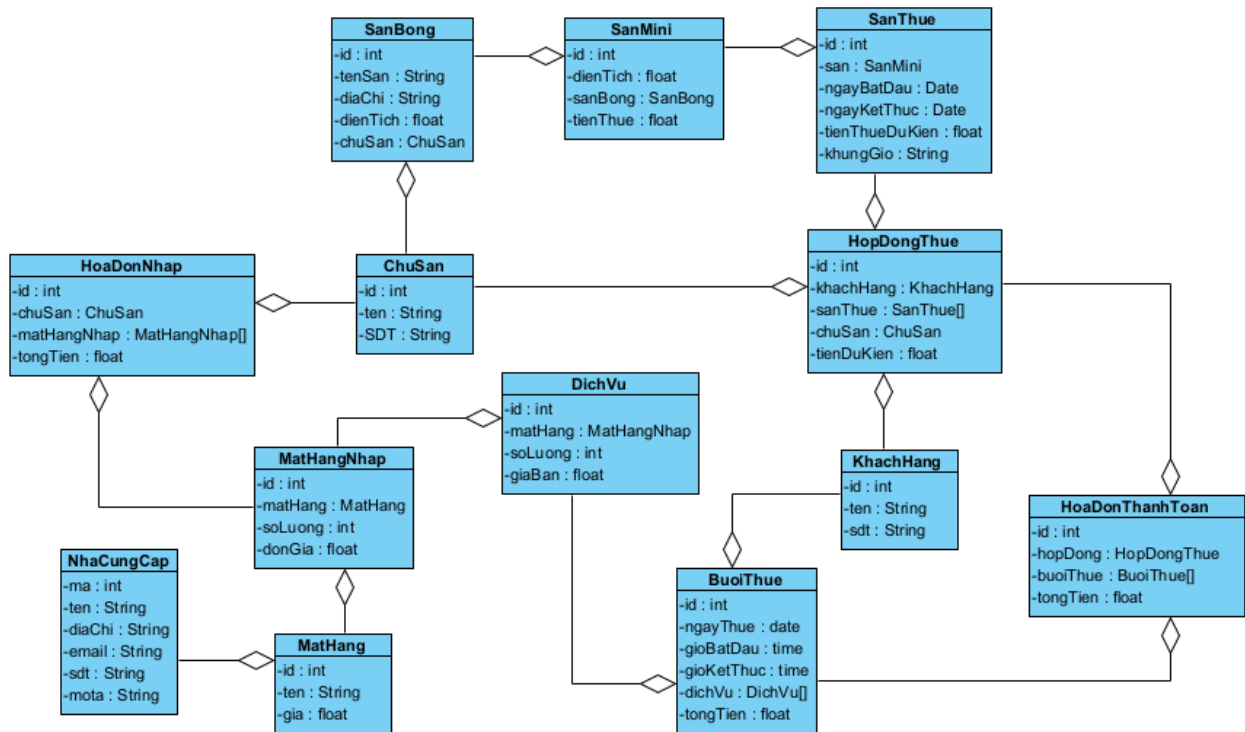 SanBong
-id : int
-tenSan : String
-diaChi : String
-dienTich : float
-chuSan : ChuSan
SanMini
-id : int
-dienTich : float
-sanBong : SanBong
-tienThue : float
SanThue
-id : int
-san : SanMini
-ngayBatDau : Date
-ngayKetThuc : Date
-tienThueDuKien : float
-khungGio : String
HoaDonNhap
-id : int
-chuSan : ChuSan
-matHangNhap : MatHangNhap[]
-tongTien : float
ChuSan
-id : int
-ten : String
-SDT : String
HopDongThue
-id : int
-khachHang : KhachHang
-sanThue : SanThue[]
-chuSan : ChuSan
-tienDuKien : float
DichVu
-id : int
-matHang : MatHangNhap
-soLuong : int
-giaBan : float
MatHangNhap
-id : int
-matHang : MatHang
-soLuong : int
-donGia : float
KhachHang
-id : int
-ten : String
-sdt : String
HoaDonThanhToan
-id : int
-hopDong : HopDongThue
-buoiThue : BuoiThue[]
-tongTien : float
NhaCungCap
-ma : int
-ten : String
-diaChi : String
-email : String
-sdt : String
-mota : String
MatHang
-id : int
-ten : String
-gia : float
BuoiThue
-id : int
-ngayThue : date
-gioBatDau : time
-gioKetThuc : time
-dichVu : DichVu[]
-tongTien : float